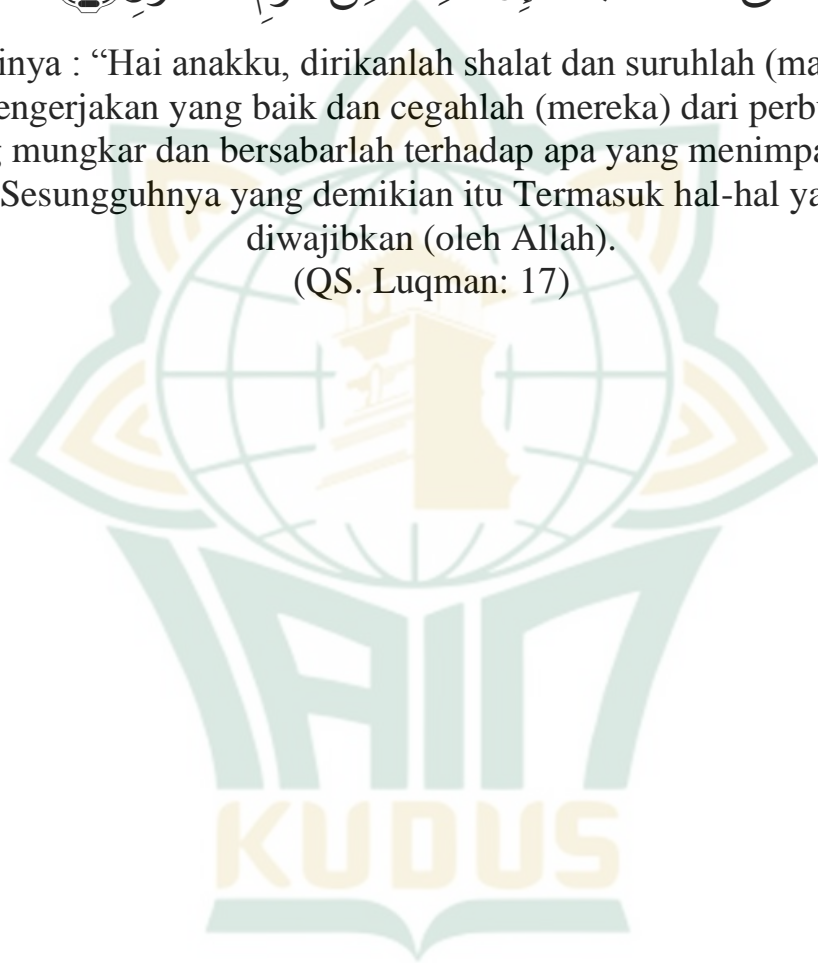 inya : “Hai anakku, dirikanlah shalat dan suruhlah (ma
engerjakan yang baik dan cegahlah (mereka) dari perb
mungkar dan bersabarlah terhadap apa yang menimpa
Sesungguhnya yang demikian itu Termasuk hal-hal ya
diwajibkan (oleh Allah).
(QS. Luqman: 17)
IAIN
KUDUS